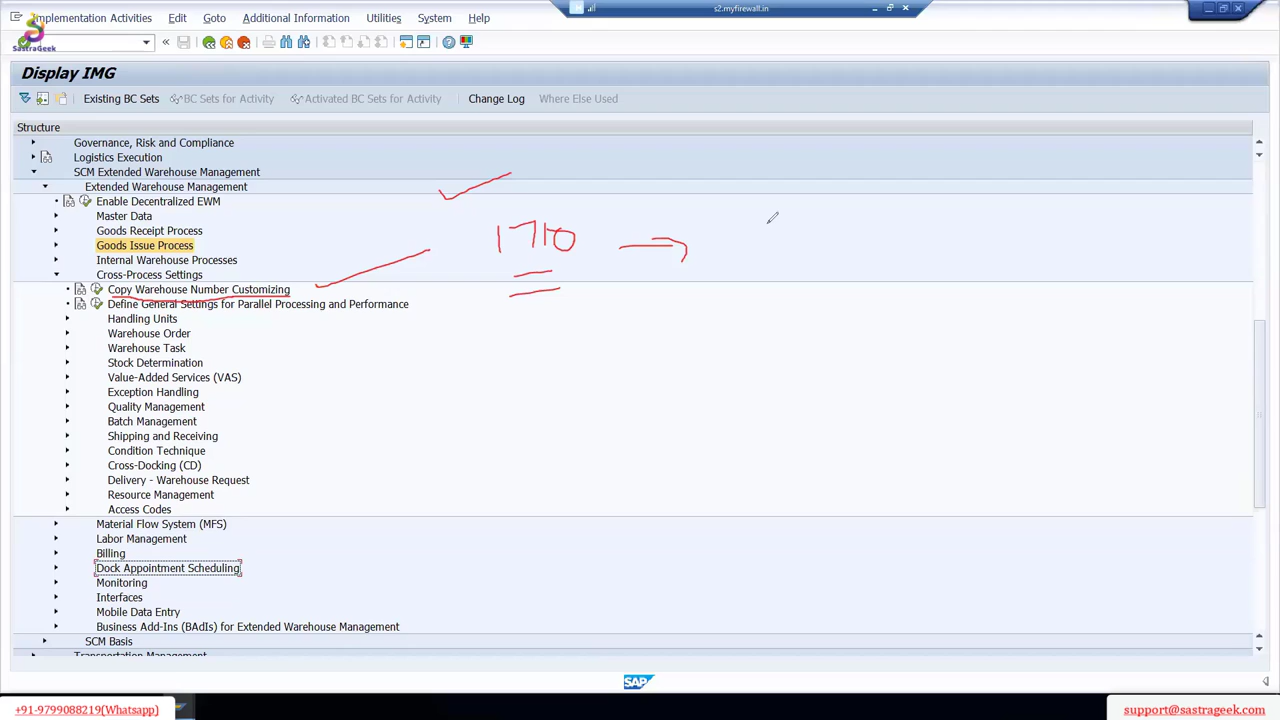 Implementation Activities Edit Goto Additional Information Utilities System Help
s2.myfirewall.in
SastraGeek
Display IMG
Existing BC Sets BC Sets for Activity Activated BC Sets for Activity Change Log Where Else Used
Structure
Governance, Risk and Compliance
Logistics Execution
SCM Extended Warehouse Management
Extended Warehouse Management
Enable Decentralized EWM
Master Data
Goods Receipt Process
1710
Goods Issue Process
Internal Warehouse Processes
Cross-Process Settings
Copy Warehouse Number Customizing
Define General Settings for Parallel Processing and Performance
Handling Units
Warehouse Order
Warehouse Task
Stock Determination
Value-Added Services (VAS)
Exception Handling
Quality Management
Batch Management
Shipping and Receiving
Condition Technique
Cross-Docking (CD)
Delivery - Warehouse Request
Resource Management
Access Codes
Material Flow System (MFS)
Labor Management
Billing
Dock Appointment Scheduling
Monitoring
Interfaces
Mobile Data Entry
Business Add-Ins (BAdIs) for Extended Warehouse Management
SCM Basis
Transportation Management
SAP
+91-9799088219(Whatsapp)
support@sastrageek.com